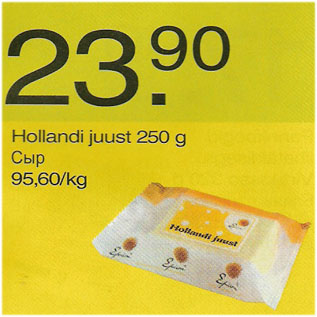 23.90
Hollandi juust 250 g
Сыр
95,60/kg
Hollandi juust